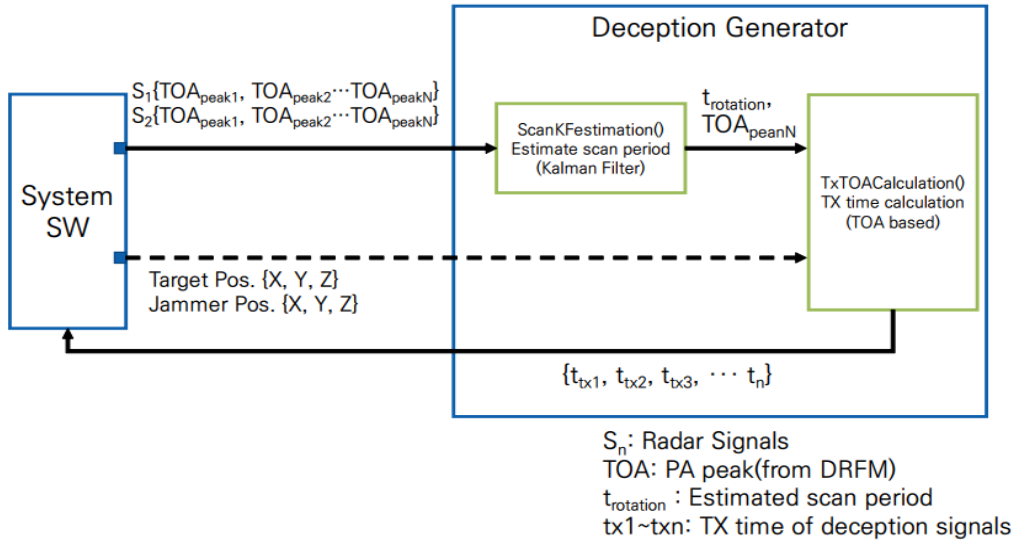 Deception Generator
S₁{TOApeak1, TOApeak2⋯TOApeakN}
S₂{TOApeak1, TOApeak2⋯TOApeakN}
System
SW
ScanKFestimation()
Estimate scan period
(Kalman Filter)
trotation,
TOApeanN
TxTOACalculation()
TX time calculation
(TOA based)
Target Pos. {X, Y, Z}
Jammer Pos. {X, Y, Z}
{ttx1, ttx2, ttx3, ⋯ tn}
Sn: Radar Signals
TOA: PA peak(from DRFM)
trotation : Estimated scan period
tx1~txn: TX time of deception signals